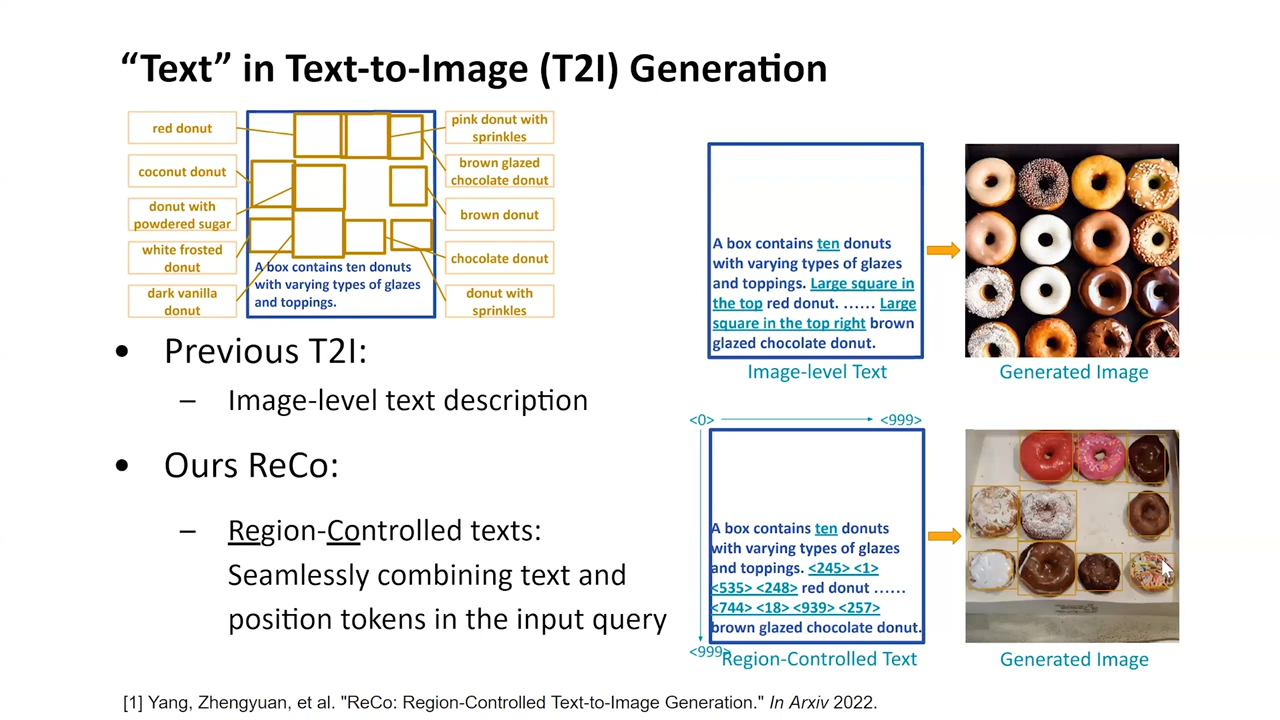 “Text” in Text-to-Image (T2I) Generation
red donut
coconut donut
donut with
powdered sugar
white frosted
donut
dark vanilla
donut
A box contains ten donuts
with varying types of glazes
and toppings.
pink donut with
sprinkles
brown glazed
chocolate donut
brown donut
chocolate donut
donut with
sprinkles
• Previous T2I:
– Image-level text description
• Ours ReCo:
– Region-Controlled texts:
Seamlessly combining text and
position tokens in the input query
A box contains ten donuts
with varying types of glazes
and toppings. Large square in
the top red donut. ...... Large
square in the top right brown
glazed chocolate donut.
Image-level Text
Generated Image
<0>
<999>
A box contains ten donuts
with varying types of glazes
and toppings. <245> <1>
<535> <248> red donut ......
<744> <18> <939> <257>
brown glazed chocolate donut.
<999>
Region-Controlled Text
Generated Image
[1] Yang, Zhengyuan, et al. "ReCo: Region-Controlled Text-to-Image Generation." In Arxiv 2022.